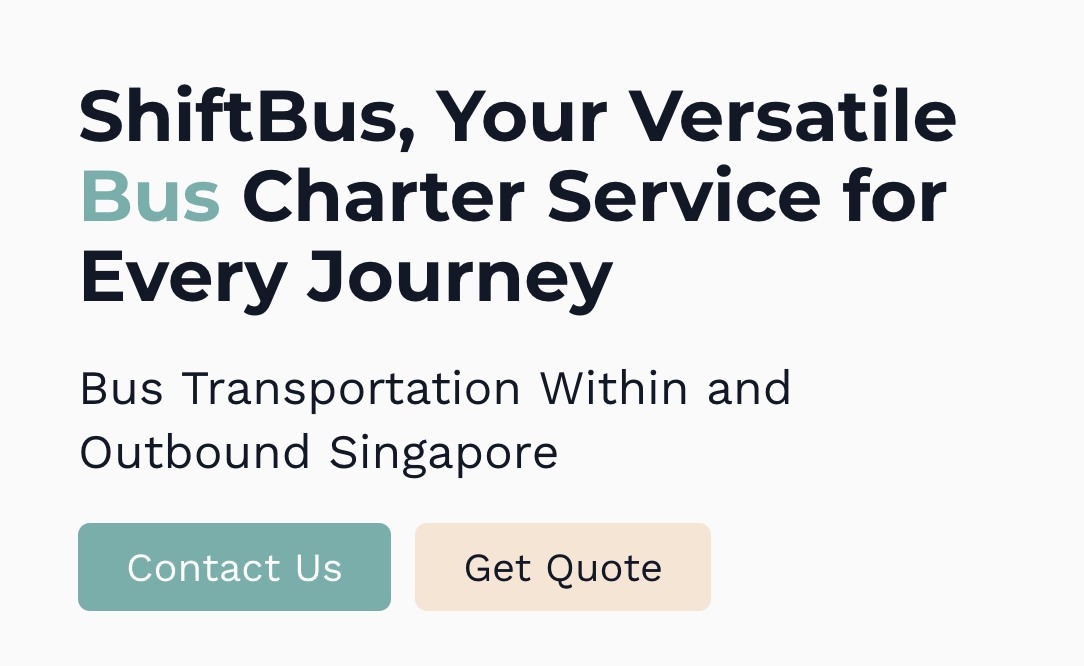 ShiftBus, Your Versatile
Bus Charter Service for
Every Journey
Bus Transportation Within and
Outbound Singapore
Contact Us
Get Quote